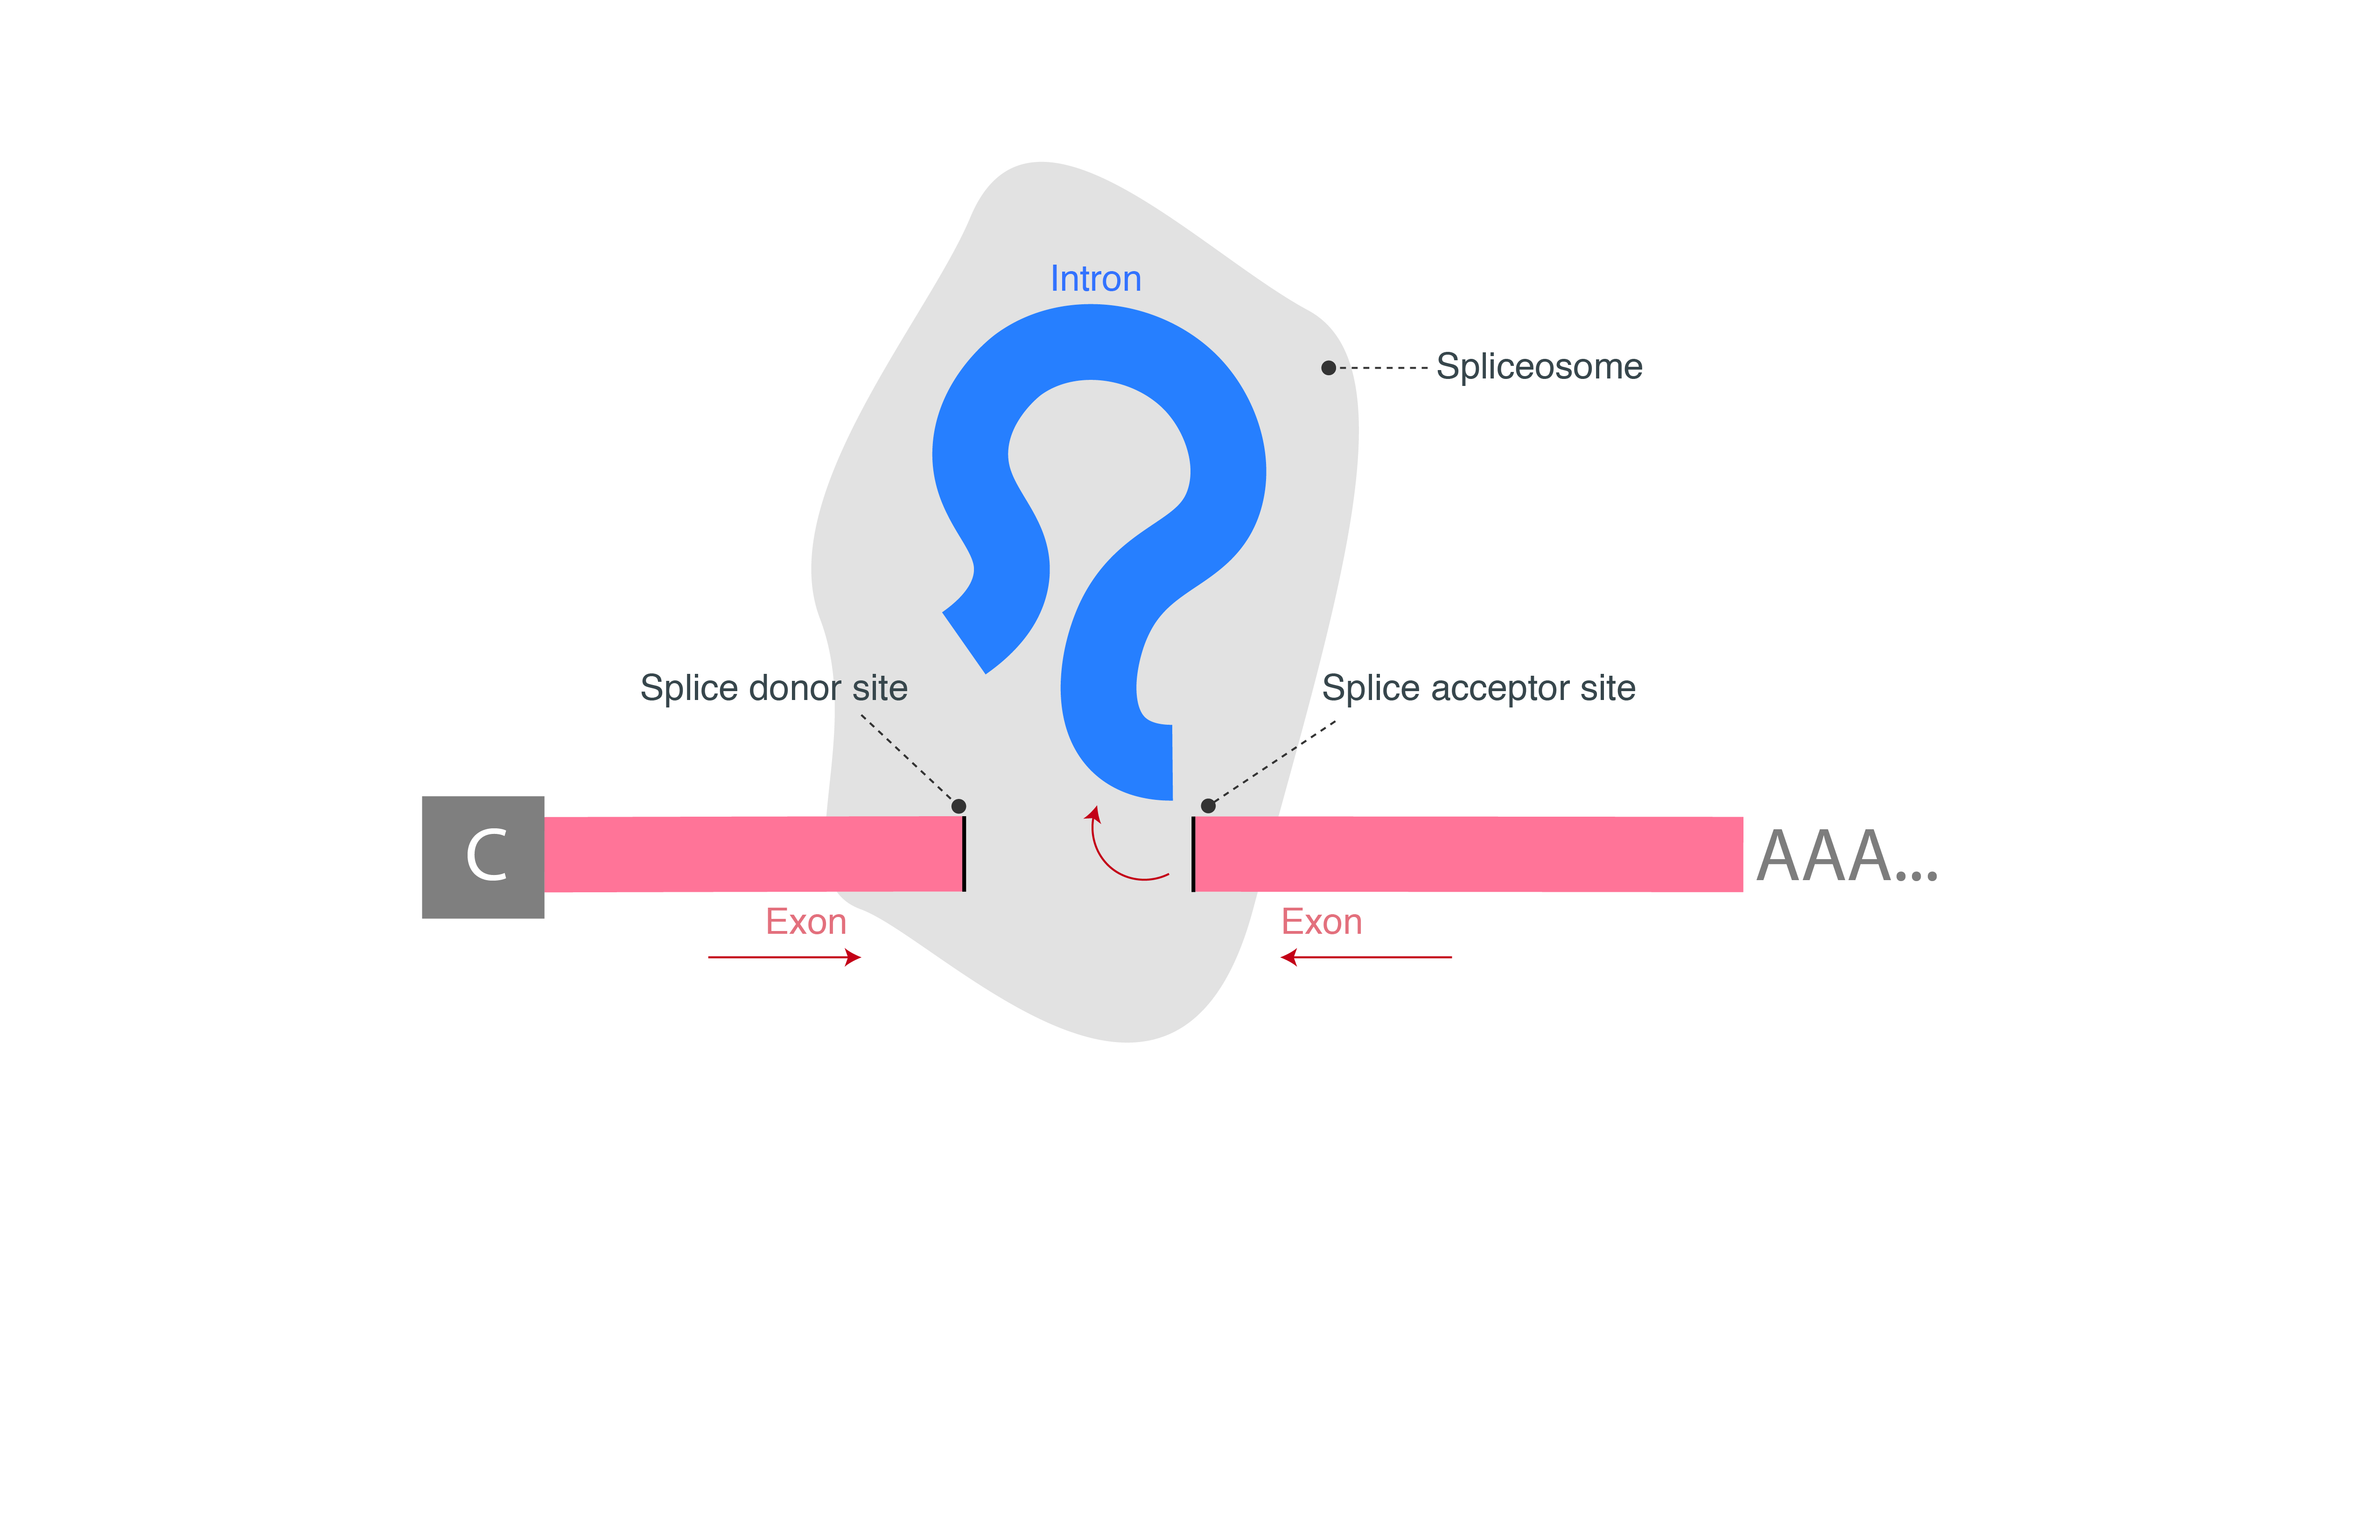 Intron
Spliceosome
Splice donor site
Splice acceptor site
C
AAA...
Exon
Exon